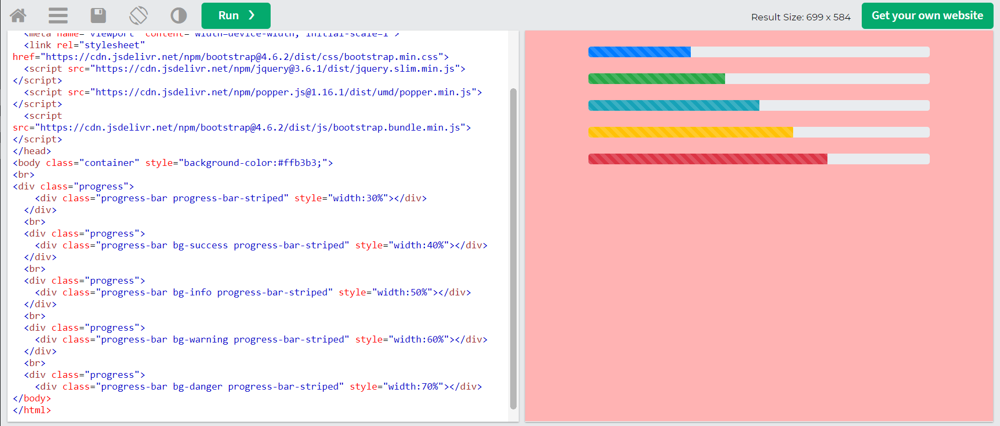 Run ❯
Result Size: 699 x 584
Get your own website
<meta name="viewport" content="width=device-width, initial-scale=1">
<link rel="stylesheet"
href="https://cdn.jsdelivr.net/npm/bootstrap@4.6.2/dist/css/bootstrap.min.css">
<script src="https://cdn.jsdelivr.net/npm/jquery@3.6.1/dist/jquery.slim.min.js">
</script>
<script src="https://cdn.jsdelivr.net/npm/popper.js@1.16.1/dist/umd/popper.min.js">
</script>
<script
src="https://cdn.jsdelivr.net/npm/bootstrap@4.6.2/dist/js/bootstrap.bundle.min.js">
</script>
</head>
<body class="container" style="background-color:#ffb3b3;">
<br>
<div class="progress">
<div class="progress-bar progress-bar-striped" style="width:30%"></div>
</div>
<br>
<div class="progress">
<div class="progress-bar bg-success progress-bar-striped" style="width:40%"></div>
</div>
<br>
<div class="progress">
<div class="progress-bar bg-info progress-bar-striped" style="width:50%"></div>
</div>
<br>
<div class="progress">
<div class="progress-bar bg-warning progress-bar-striped" style="width:60%"></div>
</div>
<br>
<div class="progress">
<div class="progress-bar bg-danger progress-bar-striped" style="width:70%"></div>
</body>
</html>